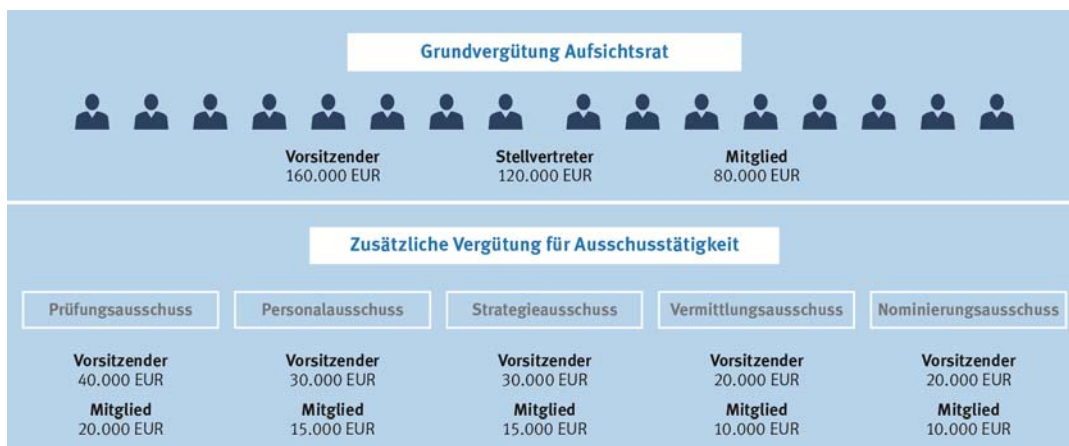 Grundvergütung Aufsichtsrat
Vorsitzender Stellvertreter Mitglied
160.000 EUR 120.000 EUR 80.000 EUR
Zusätzliche Vergütung für Ausschusstätigkeit
Prüfungsausschuss Personalausschuss Strategieausschuss Vermittlungsausschuss Nominierungsausschuss
Vorsitzender Vorsitzender Vorsitzender Vorsitzender Vorsitzender
40.000 EUR 30.000 EUR 30.000 EUR 20.000 EUR 20.000 EUR
Mitglied Mitglied Mitglied Mitglied Mitglied
20.000 EUR 15.000 EUR 15.000 EUR 10.000 EUR 10.000 EUR